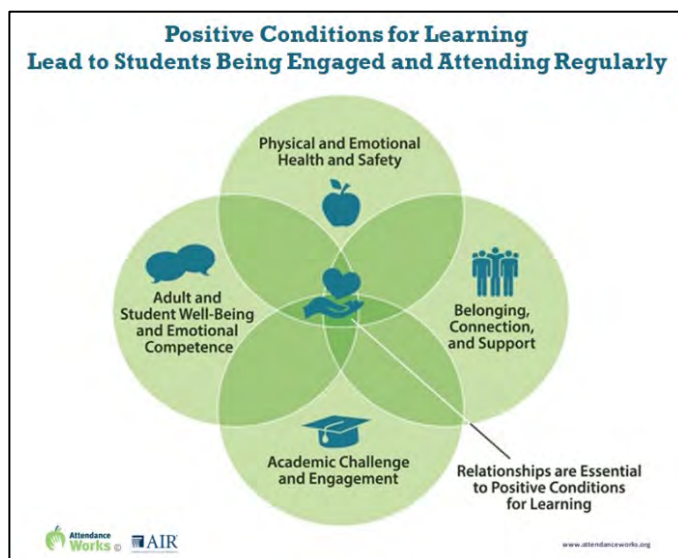 Positive Conditions for Learning
Lead to Students Being Engaged and Attending Regularly
Physical and Emotional
Health and Safety
Adult and
Student Well-Being
and Emotional
Competence
Belonging,
Connection,
and Support
Academic Challenge
and Engagement
Relationships are Essential
to Positive Conditions
for Learning
Attendance
Works ©
AIR
www.attendanceworks.org